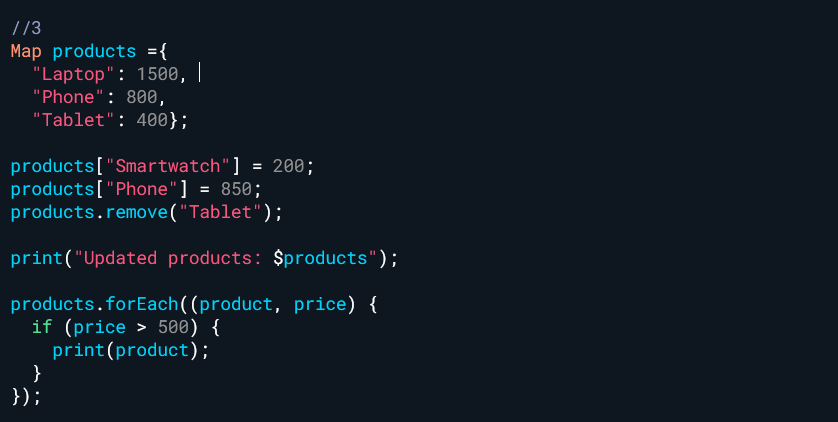 //3
Map products ={
  "Laptop": 1500,
  "Phone": 800,
  "Tablet": 400};

products["Smartwatch"] = 200;
products["Phone"] = 850;
products.remove("Tablet");

print("Updated products: $products");

products.forEach((product, price) {
  if (price > 500) {
    print(product);
  }
});